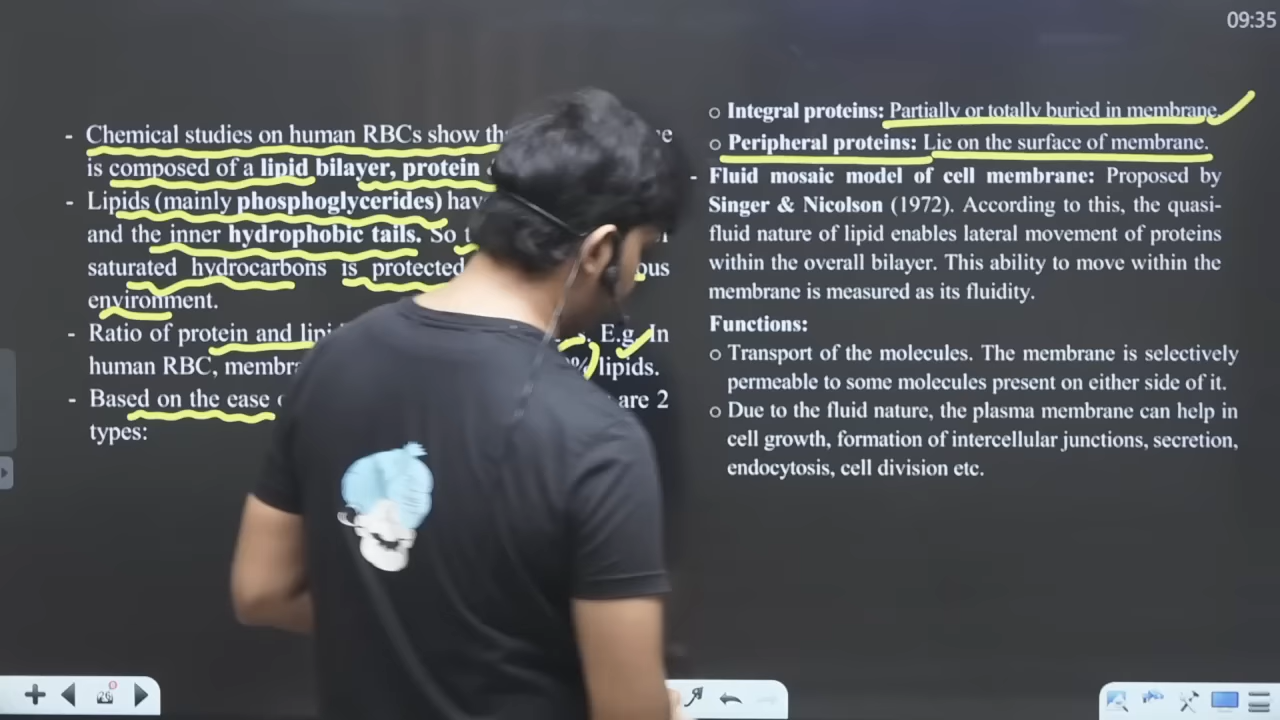 09:35
- Chemical studies on human RBCs show
is composed of a lipid bilayer, protein
- Lipids (mainly phosphoglycerides)
and the inner hydrophobic tails. So
saturated hydrocarbons is protected
environment.
- Ratio of protein and E.g. In
human RBC, lipids.
- Based on the ease are 2
types:
○ Integral proteins: Partially or totally buried in membrane.
○ Peripheral proteins: Lie on the surface of membrane.
- Fluid mosaic model of cell membrane: Proposed by
Singer & Nicolson (1972). According to this, the quasi-
fluid nature of lipid enables lateral movement of proteins
within the overall bilayer. This ability to move within the
membrane is measured as its fluidity.
Functions:
○ Transport of the molecules. The membrane is selectively
permeable to some molecules present on either side of it.
○ Due to the fluid nature, the plasma membrane can help in
cell growth, formation of intercellular junctions, secretion,
endocytosis, cell division etc.